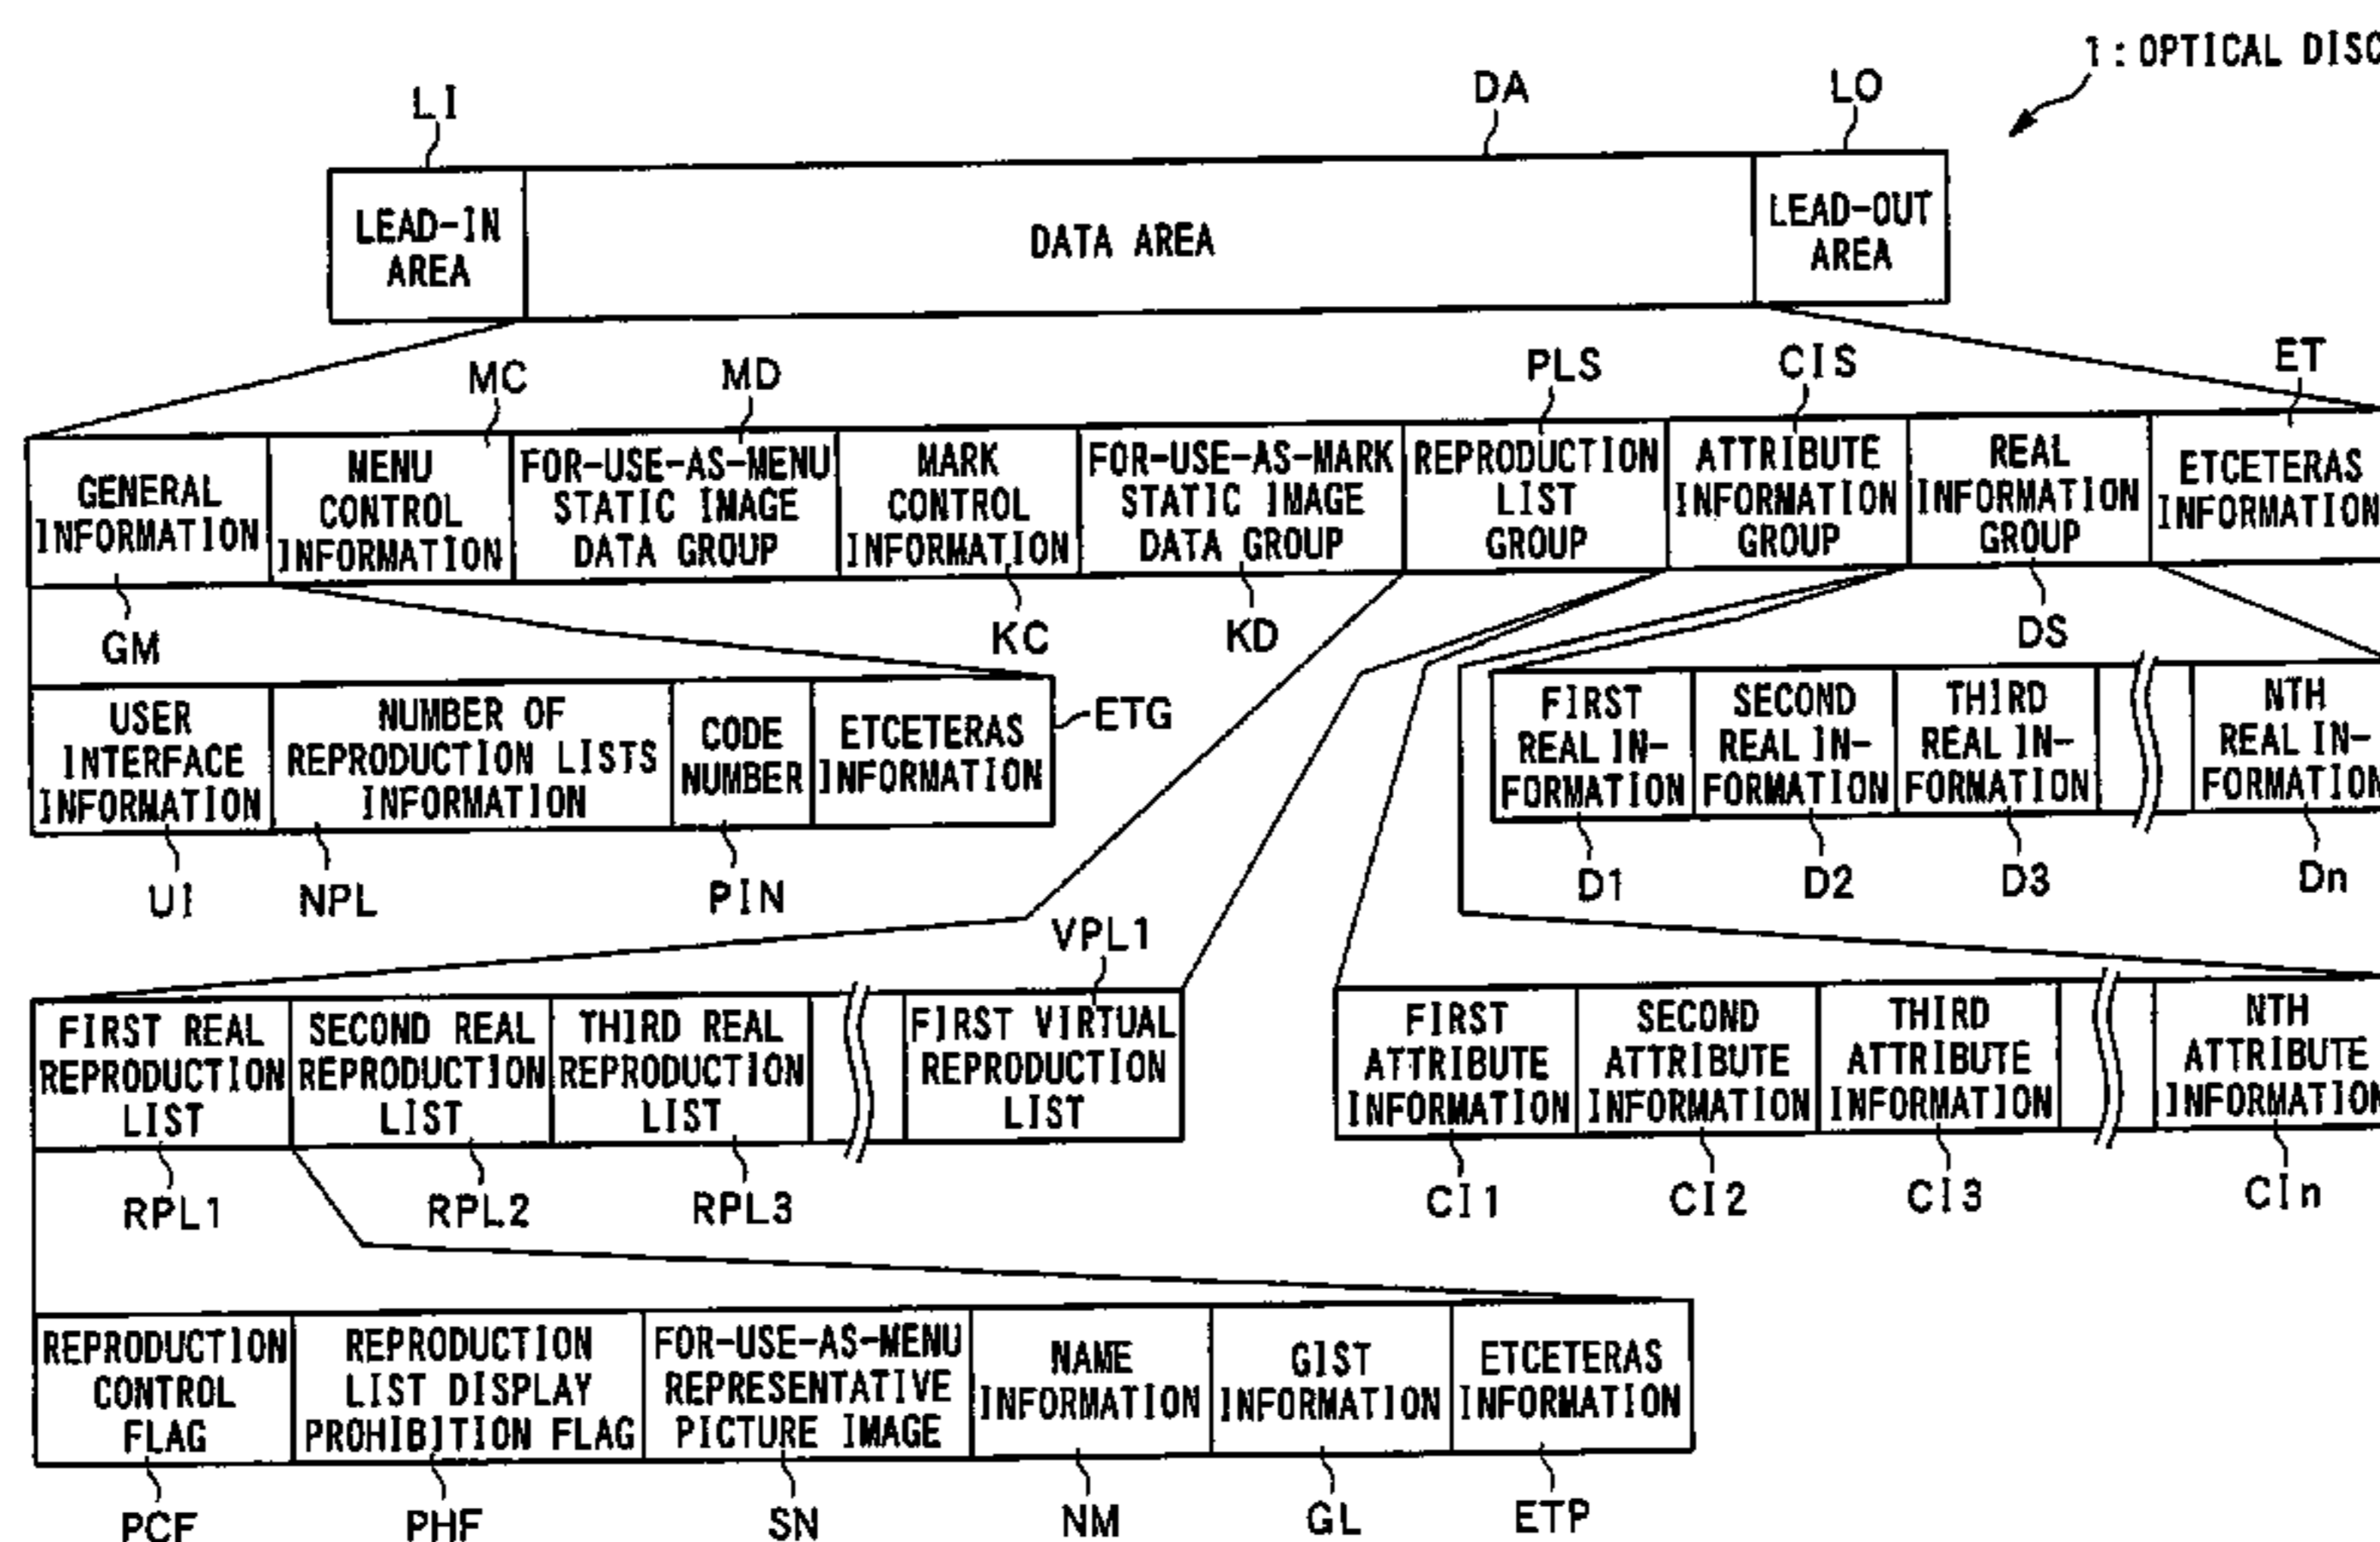 1 : OPTICAL DISC
LI
DA
LO
LEAD-IN
AREA
DATA AREA
LEAD-OUT
AREA
MC
MD
PLS
CIS
ET
GENERAL
INFORMATION
MENU
CONTROL
INFORMATION
FOR-USE-AS-MENU
STATIC IMAGE
DATA GROUP
MARK
CONTROL
INFORMATION
FOR-USE-AS-MARK
STATIC IMAGE
DATA GROUP
REPRODUCTION
LIST
GROUP
ATTRIBUTE
INFORMATION
GROUP
REAL
INFORMATION
GROUP
ETCETERAS
INFORMATION
GM
KC
KD
DS
USER
INTERFACE
INFORMATION
NUMBER OF
REPRODUCTION LISTS
INFORMATION
CODE
NUMBER
ETCETERAS
INFORMATION
ETG
FIRST
REAL IN-
FORMATION
SECOND
REAL IN-
FORMATION
THIRD
REAL IN-
FORMATION
NTH
REAL IN-
FORMATION
UI
NPL
PIN
D1
D2
D3
Dn
VPL1
FIRST REAL
REPRODUCTION
LIST
SECOND REAL
REPRODUCTION
LIST
THIRD REAL
REPRODUCTION
LIST
FIRST VIRTUAL
REPRODUCTION
LIST
FIRST
ATTRIBUTE
INFORMATION
SECOND
ATTRIBUTE
INFORMATION
THIRD
ATTRIBUTE
INFORMATION
NTH
ATTRIBUTE
INFORMATION
RPL1
RPL2
RPL3
CI1
CI2
CI3
CIn
REPRODUCTION
CONTROL
FLAG
REPRODUCTION
LIST DISPLAY
PROHIBITION FLAG
FOR-USE-AS-MENU
REPRESENTATIVE
PICTURE IMAGE
NAME
INFORMATION
GIST
INFORMATION
ETCETERAS
INFORMATION
PCF
PHF
SN
NM
GL
ETP